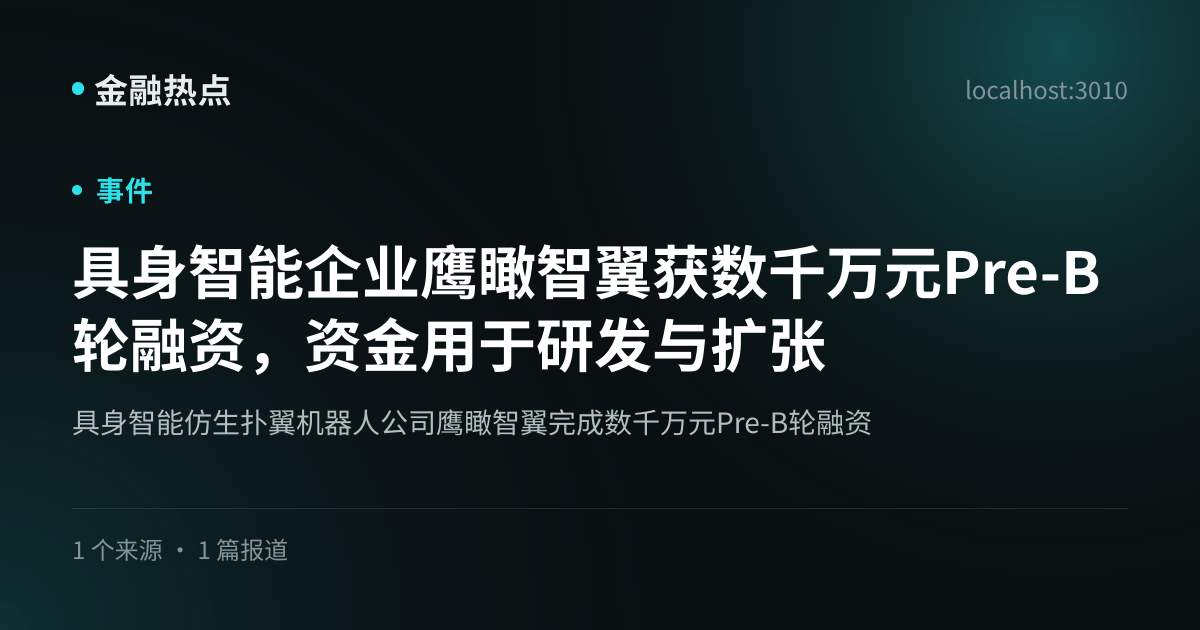 金融热点
localhost:3010
事件
具身智能企业鹰瞰智翼获数千万元Pre-B
轮融资，资金用于研发与扩张
具身智能仿生扑翼机器人公司鹰瞰智翼完成数千万元Pre-B轮融资
1 个来源 · 1 篇报道